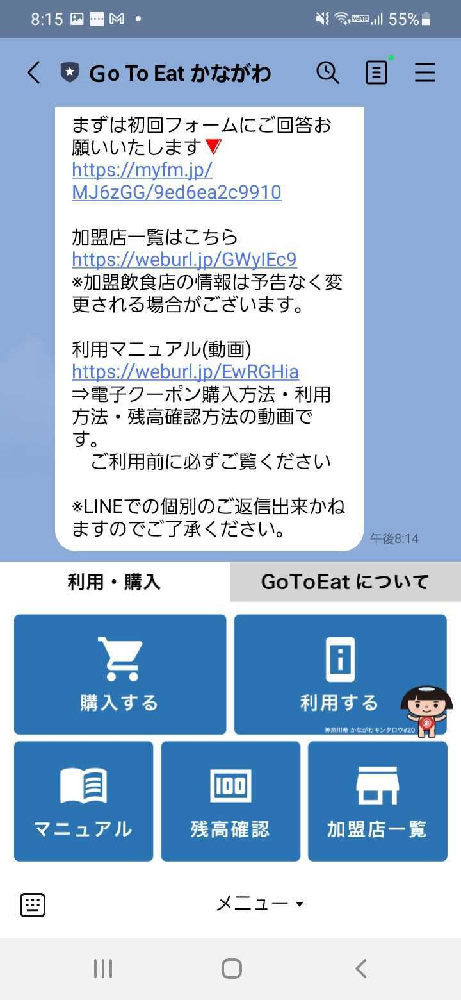 8:15
VoLTE
55%
Go To Eat かながわ
まずは初回フォームにご回答お
願いいたします
https://myfm.jp/
MJ6zGG/9ed6ea2c9910
加盟店一覧はこちら
https://weburl.jp/GWyIEc9
※加盟飲食店の情報は予告なく変
更される場合がございます。
利用マニュアル(動画)
https://weburl.jp/EwRGHia
⇒電子クーポン購入方法・利用
方法・残高確認方法の動画で
す。
ご利用前に必ずご覧ください
※LINEでの個別のご返信出来かね
ますのでご了承ください。
午後8:14
利用・購入
GoToEat について
購入する
利用する
金
神奈川県 かながわキンタロウ#20
100
マニュアル
残高確認
加盟店一覧
メニュー ▾